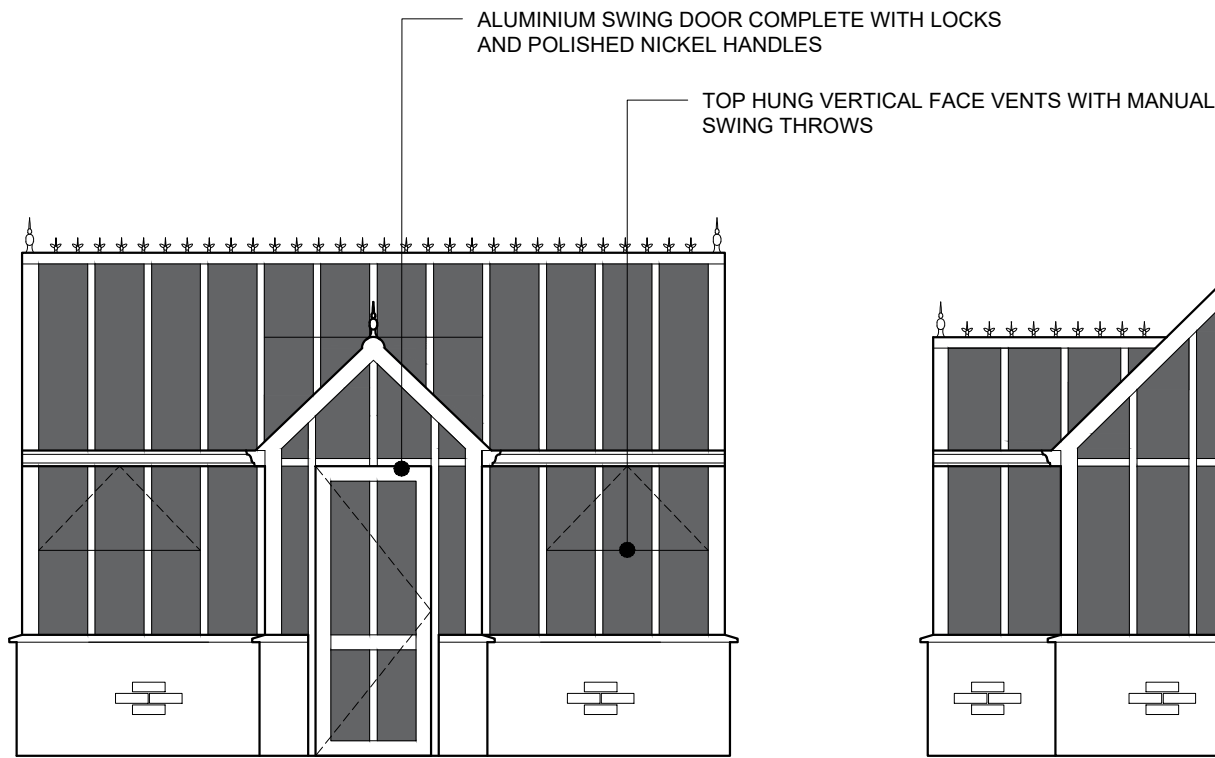 ALUMINIUM SWING DOOR COMPLETE WITH LOCKS
AND POLISHED NICKEL HANDLES
TOP HUNG VERTICAL FACE VENTS WITH MANUAL
SWING THROWS